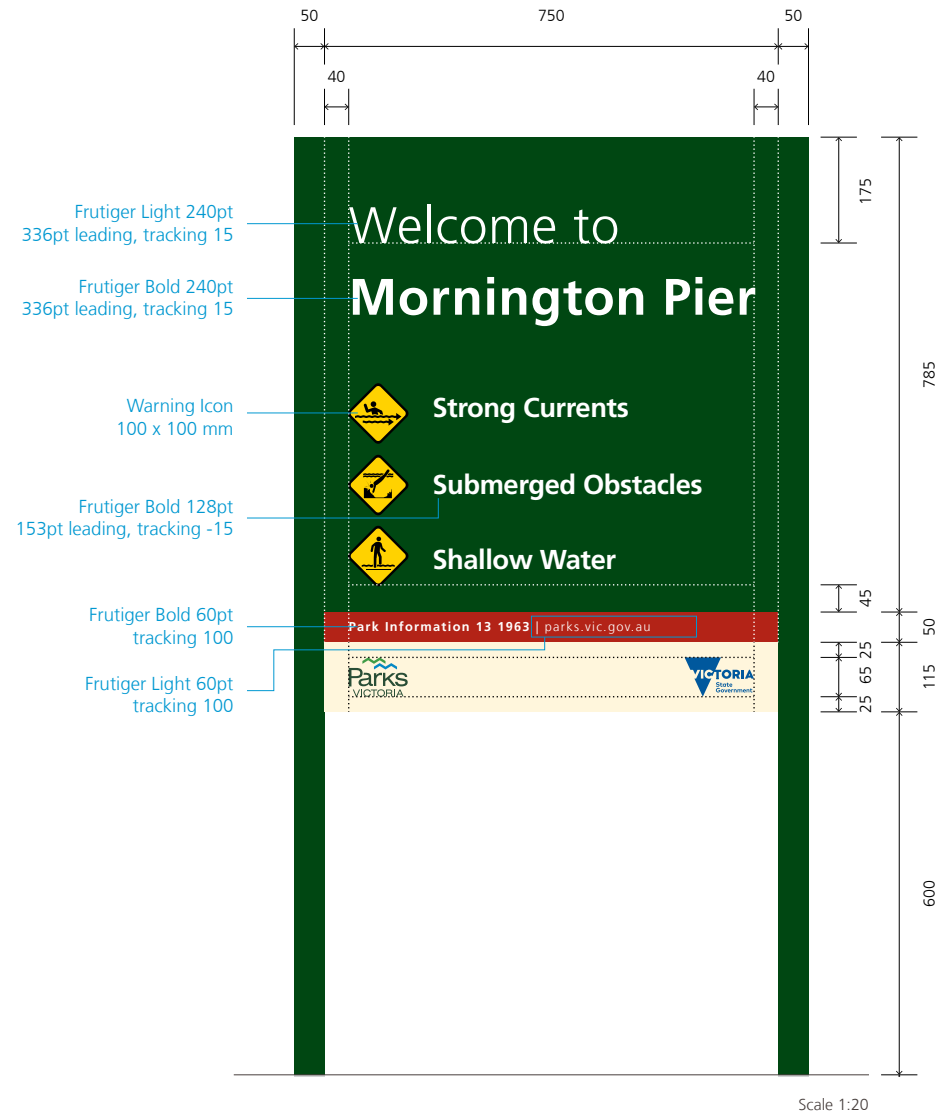 50
750
50
40
40
175
Frutiger Light 240pt
336pt leading, tracking 15
Welcome to
Frutiger Bold 240pt
336pt leading, tracking 15
Mornington Pier
785
Warning Icon
100 x 100 mm
Strong Currents
Submerged Obstacles
Frutiger Bold 128pt
153pt leading, tracking -15
Shallow Water
45
Frutiger Bold 60pt
tracking 100
Park Information 13 1963 | parks.vic.gov.au
50
25
Frutiger Light 60pt
tracking 100
Parks
VICTORIA
VICTORIA
State
Government
65
115
25
600
Scale 1:20